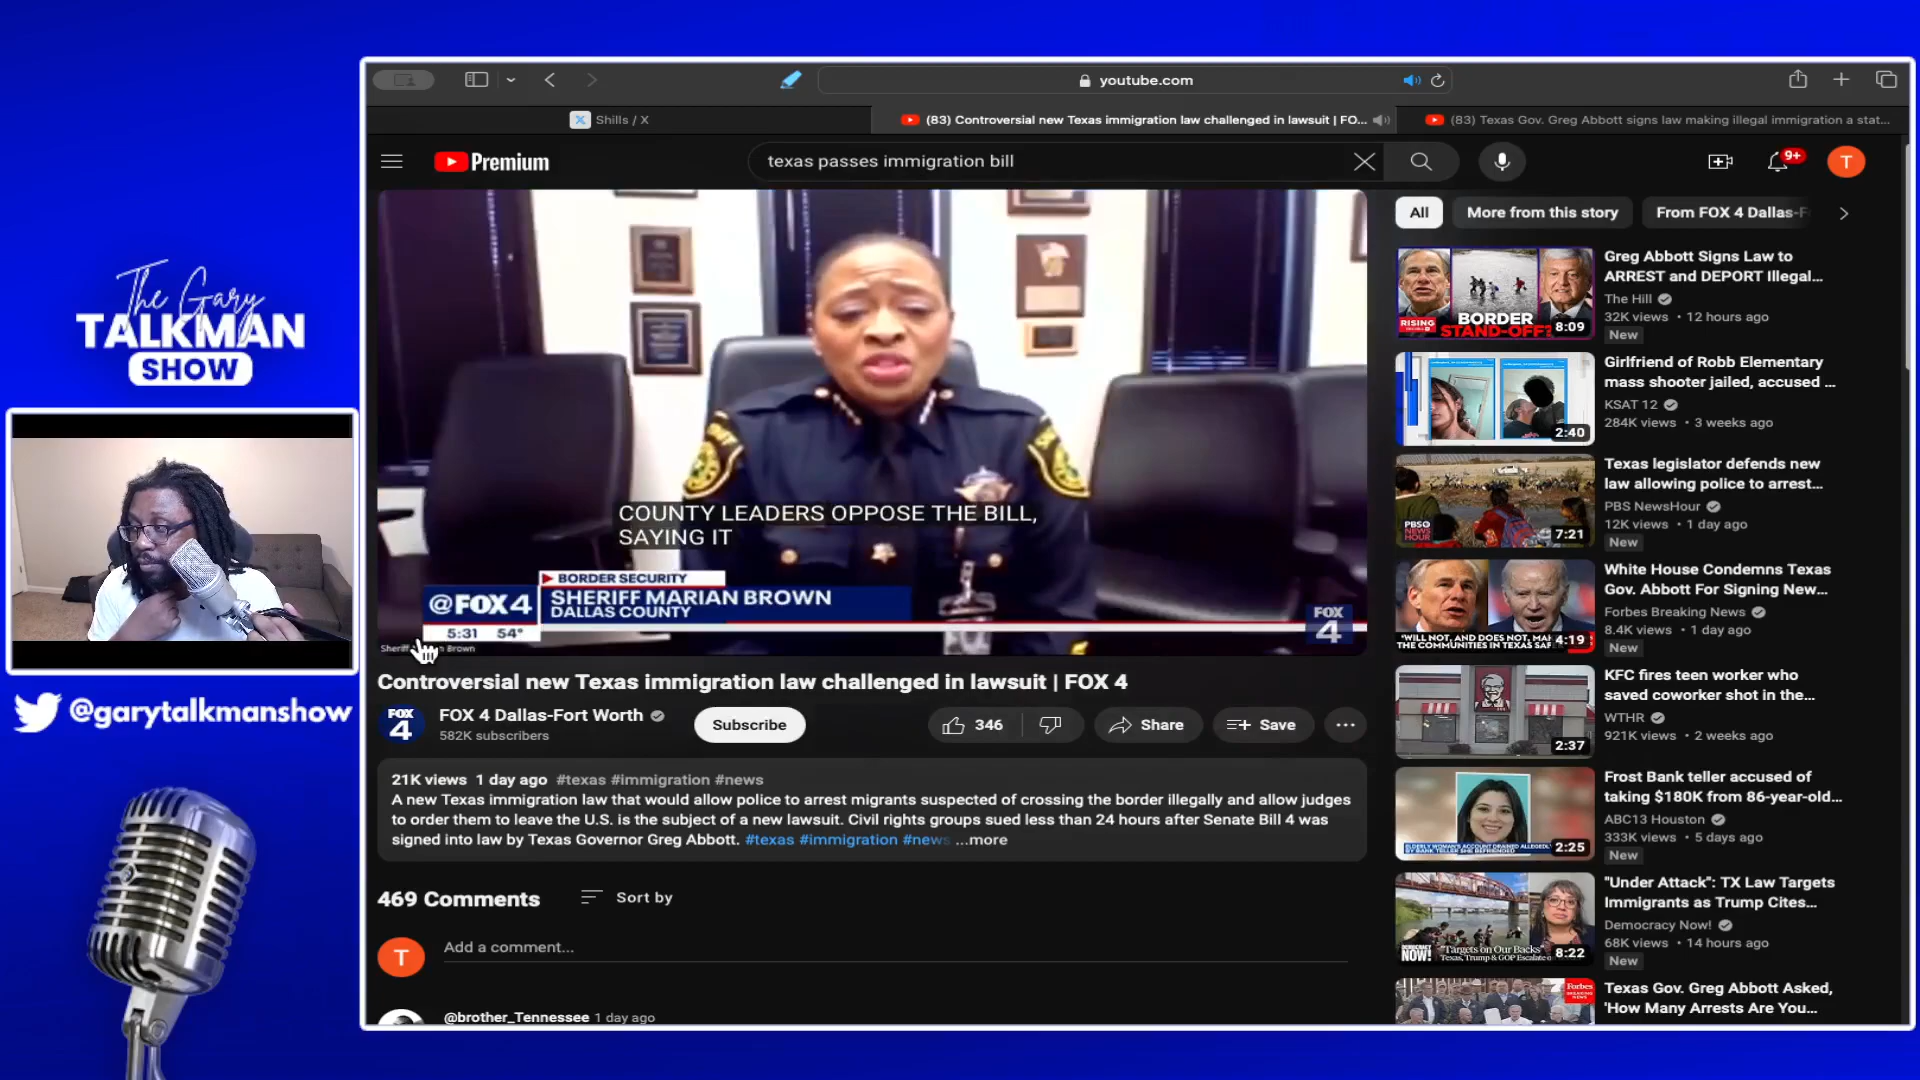 The Gary
TALKMAN
SHOW
@garytalkmanshow
youtube.com
Shills / X
(83) Controversial new Texas immigration law challenged in lawsuit | FO...
(83) Texas Gov. Greg Abbott signs law making illegal immigration a stat...
Premium
texas passes immigration bill
9+
T
COUNTY LEADERS OPPOSE THE BILL,
SAYING IT
BORDER SECURITY
@FOX4
SHERIFF MARIAN BROWN
DALLAS COUNTY
5:31 54°
FOX
4
Controversial new Texas immigration law challenged in lawsuit | FOX 4
FOX
4
FOX 4 Dallas-Fort Worth
582K subscribers
Subscribe
346
Share
Save
21K views 1 day ago #texas #immigration #news
A new Texas immigration law that would allow police to arrest migrants suspected of crossing the border illegally and allow judges
to order them to leave the U.S. is the subject of a new lawsuit. Civil rights groups sued less than 24 hours after Senate Bill 4 was
signed into law by Texas Governor Greg Abbott. #texas #immigration #news ...more
469 Comments
Sort by
T
Add a comment...
@brother_Tennessee 1 day ago
All
More from this story
From FOX 4 Dallas-F
RISING
BORDER
STAND-OFF?
8:09
Greg Abbott Signs Law to
ARREST and DEPORT Illegal...
The Hill
32K views • 12 hours ago
New
2:40
Girlfriend of Robb Elementary
mass shooter jailed, accused ...
KSAT 12
284K views • 3 weeks ago
PBS
NEWS
HOUR
7:21
Texas legislator defends new
law allowing police to arrest...
PBS NewsHour
12K views • 1 day ago
New
4:19
White House Condemns Texas
Gov. Abbott For Signing New...
Forbes Breaking News
8.4K views • 1 day ago
New
2:37
KFC fires teen worker who
saved coworker shot in the...
WTHR
921K views • 2 weeks ago
2:25
Frost Bank teller accused of
taking $180K from 86-year-old...
ABC13 Houston
333K views • 5 days ago
New
DEMOCRACY
NOW!
"Targets on Our Backs"
8:22
"Under Attack": TX Law Targets
Immigrants as Trump Cites...
Democracy Now!
68K views • 14 hours ago
New
Forbes
Texas Gov. Greg Abbott Asked,
'How Many Arrests Are You...